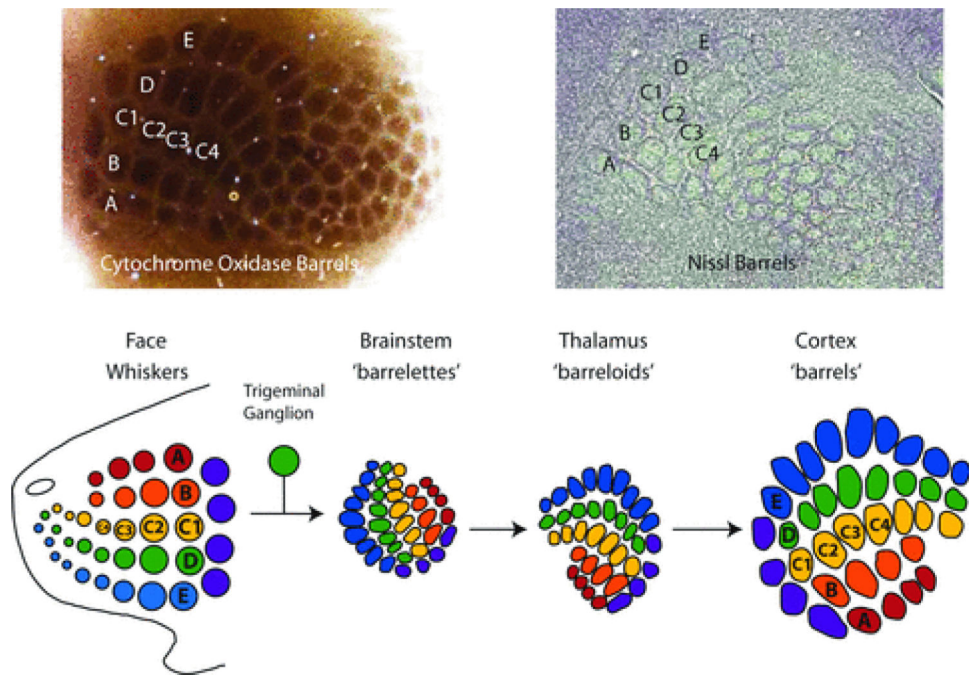 E
D
C1
C2
C3
C4
B
A
Cytochrome Oxidase Barrels
E
D
C1
C2
C3
C4
B
A
Nissl Barrels
Face
Whiskers
Trigeminal
Ganglion
Brainstem
'barrelettes'
Thalamus
'barreloids'
Cortex
'barrels'
A
B
C4 C3 C2 C1
D
E
E
D
C1 C2 C3 C4
B
A